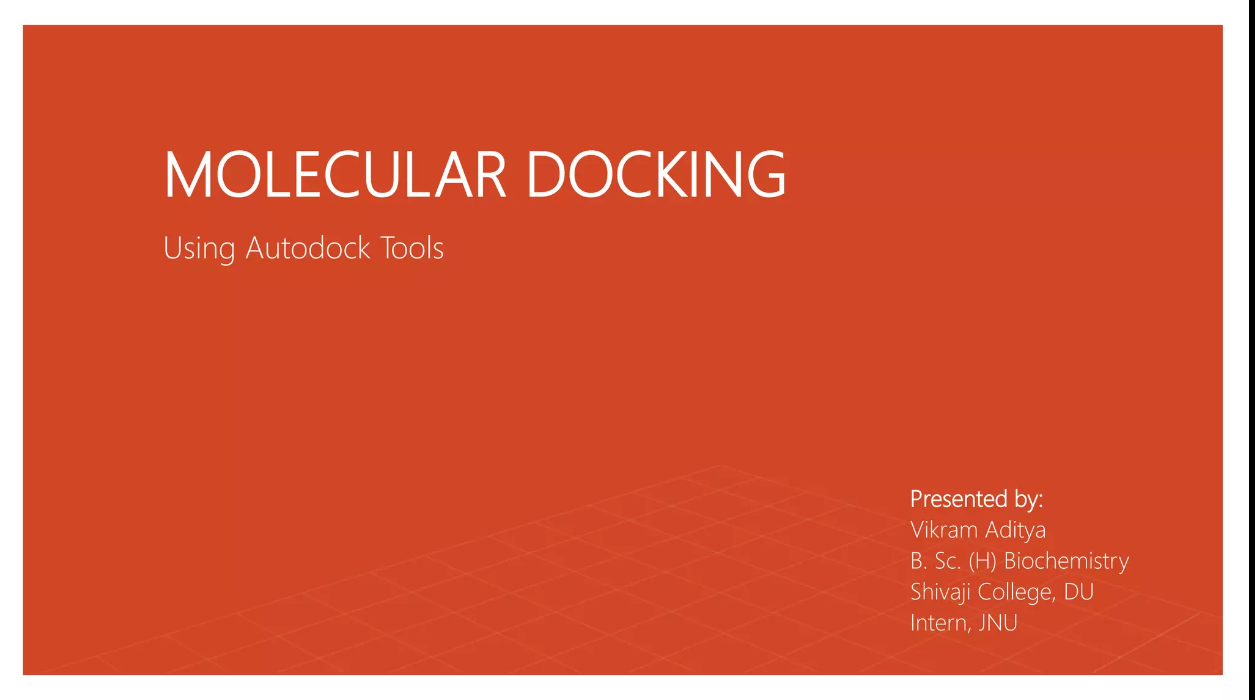 MOLECULAR DOCKING
Using Autodock Tools
Presented by:
Vikram Aditya
B. Sc. (H) Biochemistry
Shivaji College, DU
Intern, JNU